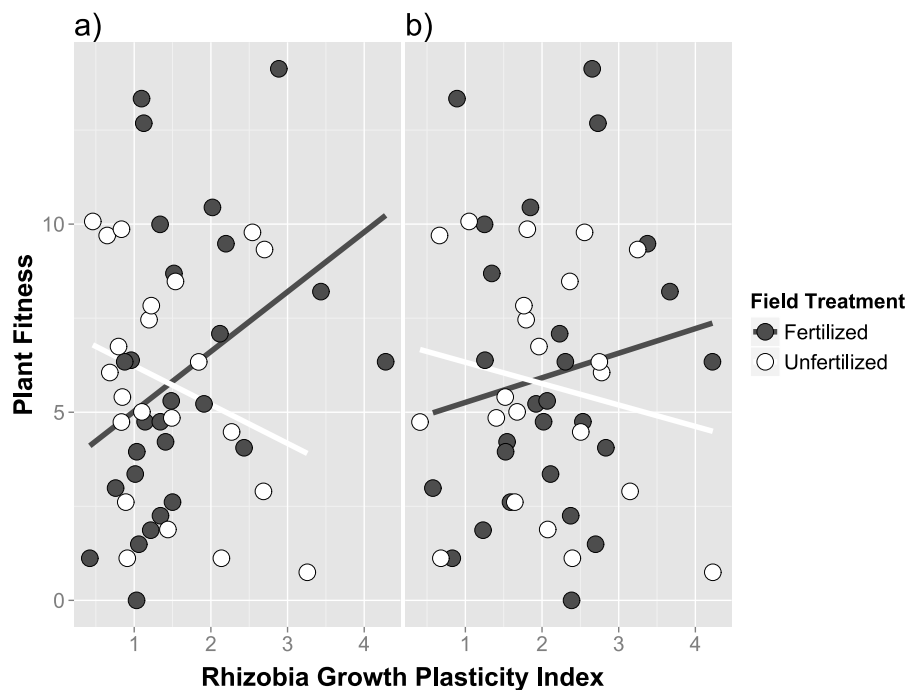 a)
b)
Plant Fitness
10
5
0
1 2 3 4
1 2 3 4
Rhizobia Growth Plasticity Index
Field Treatment
Fertilized
Unfertilized